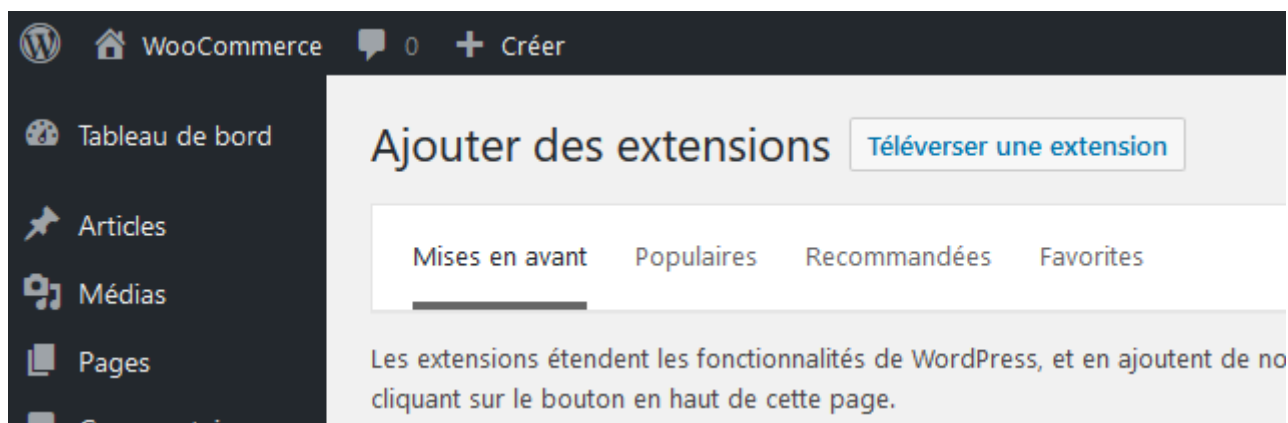 WooCommerce 0 + Créer
Tableau de bord
Ajouter des extensions Téléverser une extension
Articles
Mises en avant Populaires Recommandées Favorites
Médias
Pages
Les extensions étendent les fonctionnalités de WordPress, et en ajoutent de
cliquant sur le bouton en haut de cette page.